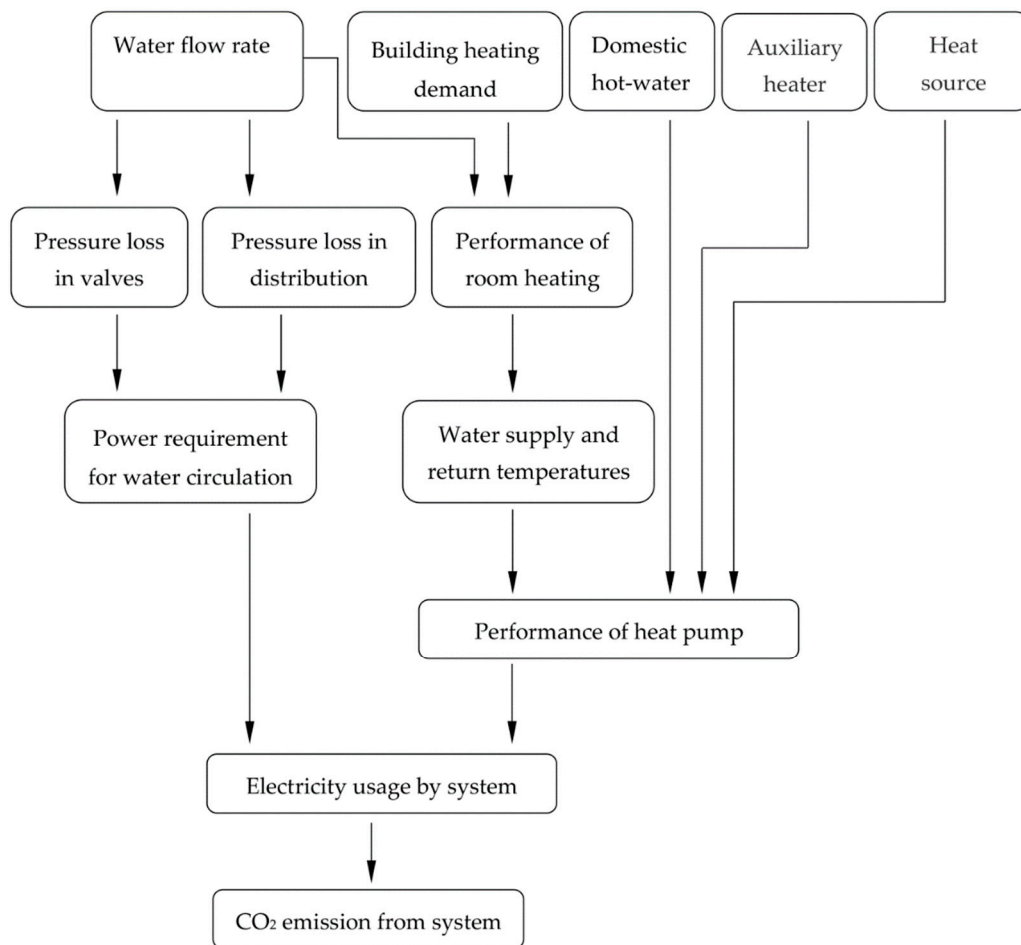 Water flow rate
Building heating
demand
Domestic
hot-water
Auxiliary
heater
Heat
source
Pressure loss
in valves
Pressure loss in
distribution
Performance of
room heating
Power requirement
for water circulation
Water supply and
return temperatures
Performance of heat pump
Electricity usage by system
CO₂ emission from system